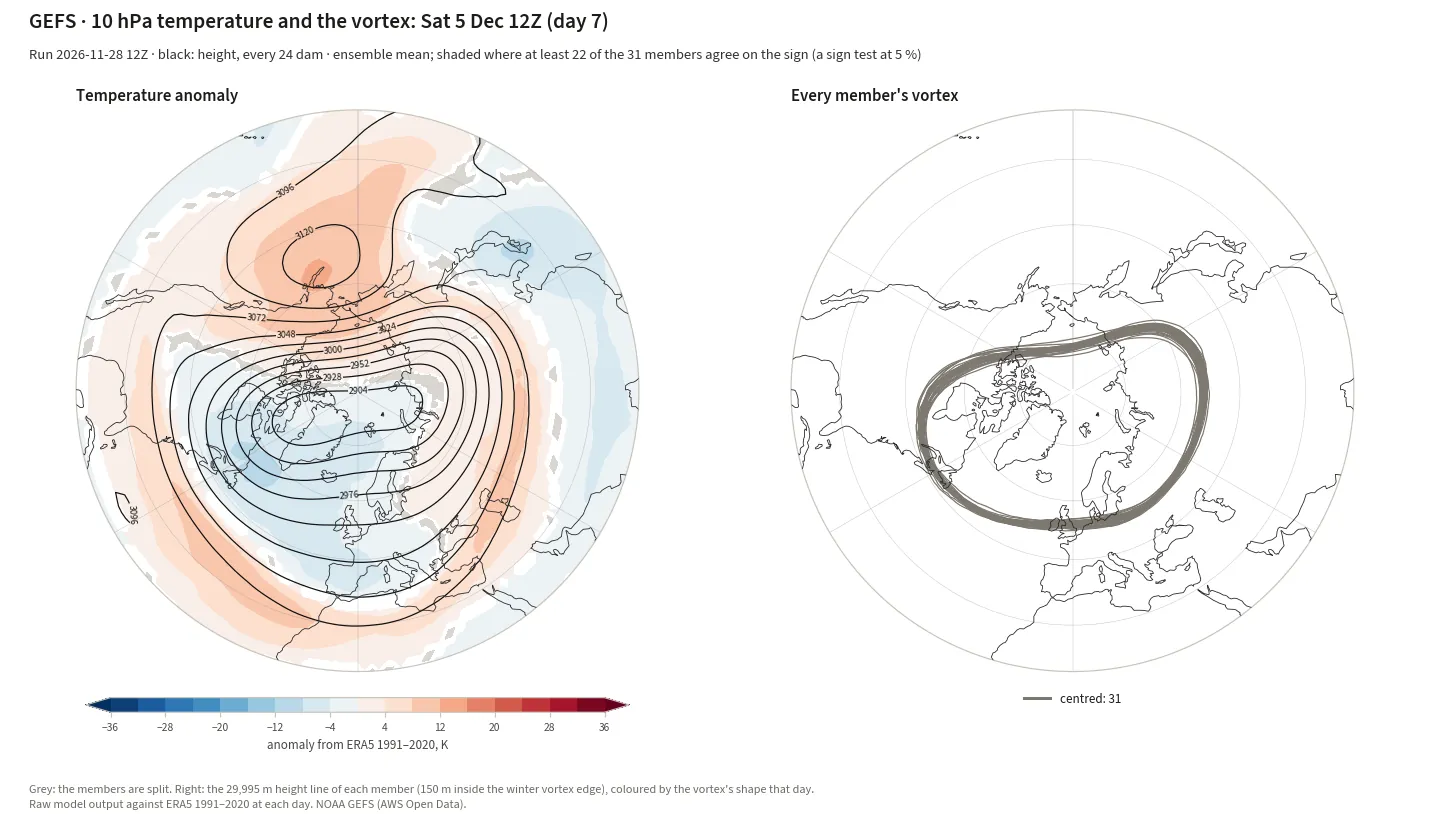 GEFS · 10 hPa temperature and the vortex: Sat 5 Dec 12Z (day 7)
Run 2026-11-28 12Z · black: height, every 24 dam · ensemble mean; shaded where at least 22 of the 31 members agree on the sign (a sign test at 5 %)
Temperature anomaly
Every member's vortex
3096
3120
3072
3024
3048
3000
2952
2928
2904
2976
3096
centred: 31
−36 −28 −20 −12 −4 4 12 20 28 36
anomaly from ERA5 1991–2020, K
Grey: the members are split. Right: the 29,995 m height line of each member (150 m inside the winter vortex edge), coloured by the vortex's shape that day.
Raw model output against ERA5 1991–2020 at each day. NOAA GEFS (AWS Open Data).